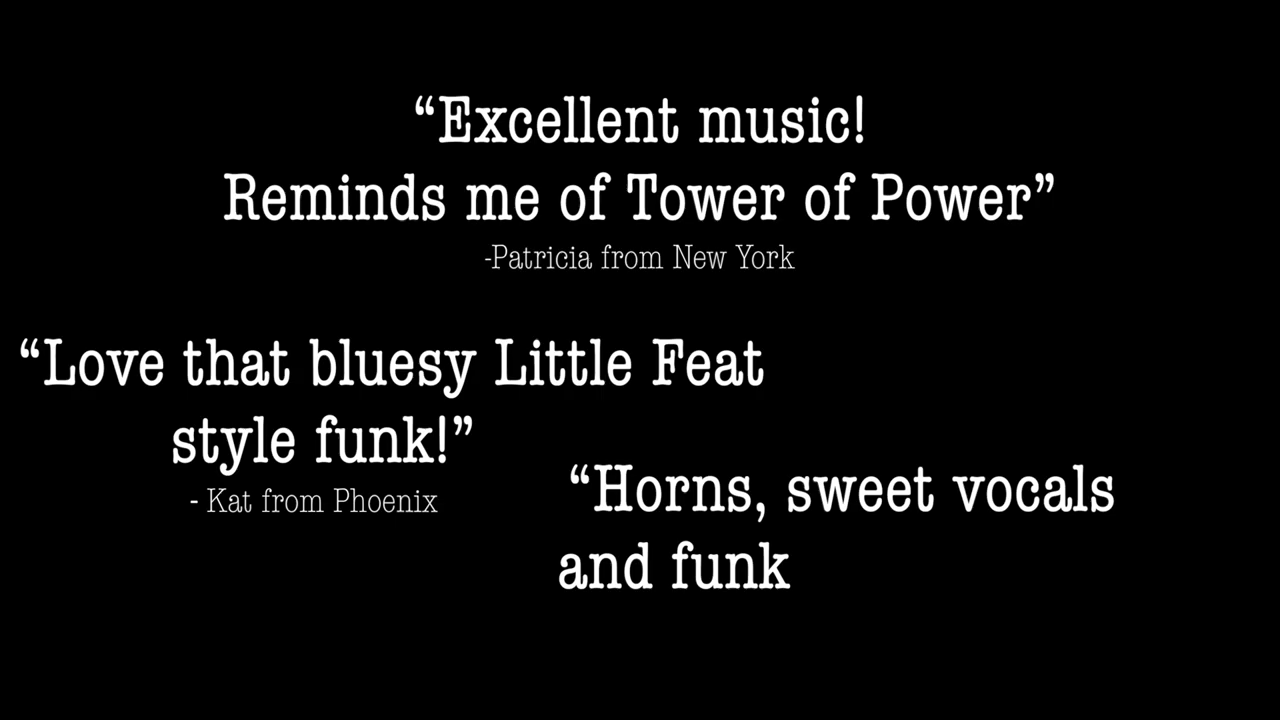 “Excellent music!
Reminds me of Tower of Power”
-Patricia from New York
“Love that bluesy Little Feat
style funk!”
- Kat from Phoenix
“Horns, sweet vocals
and funk